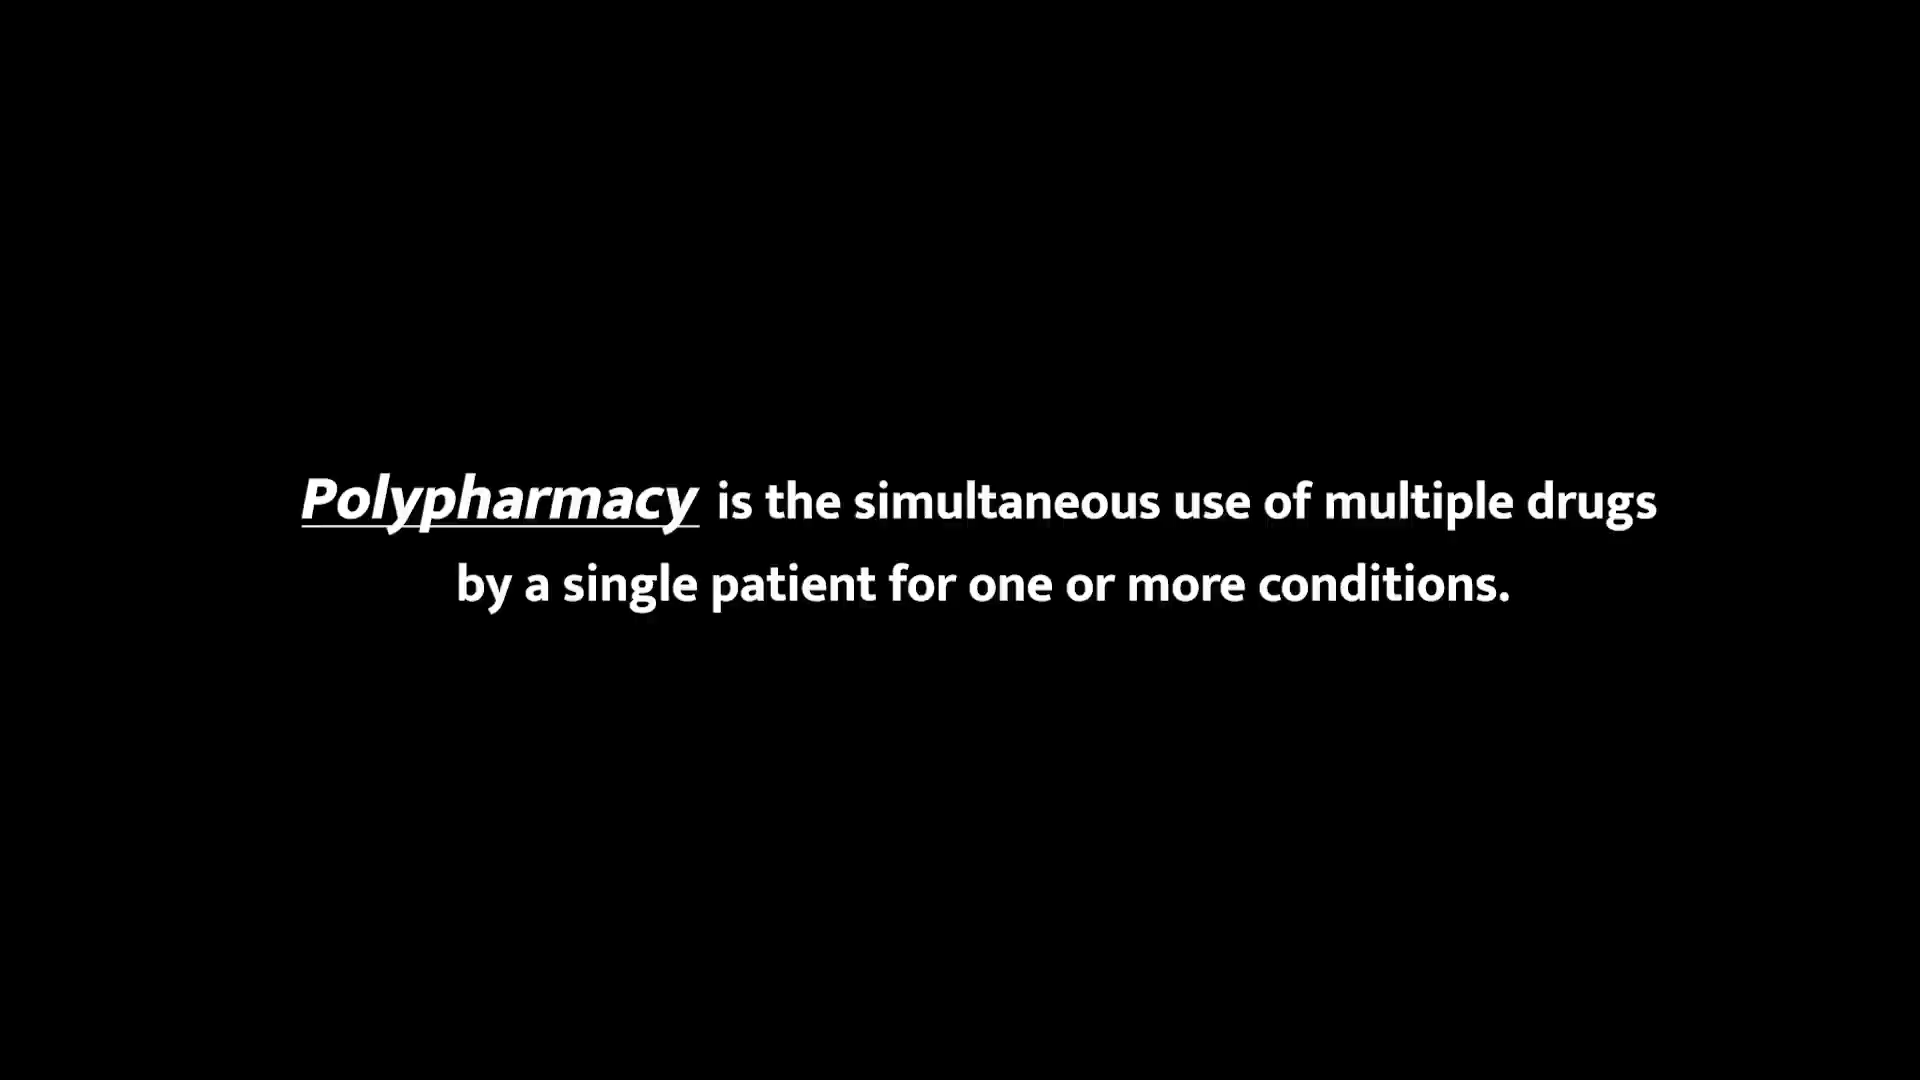 Polypharmacy is the simultaneous use of multiple drugs
by a single patient for one or more conditions.